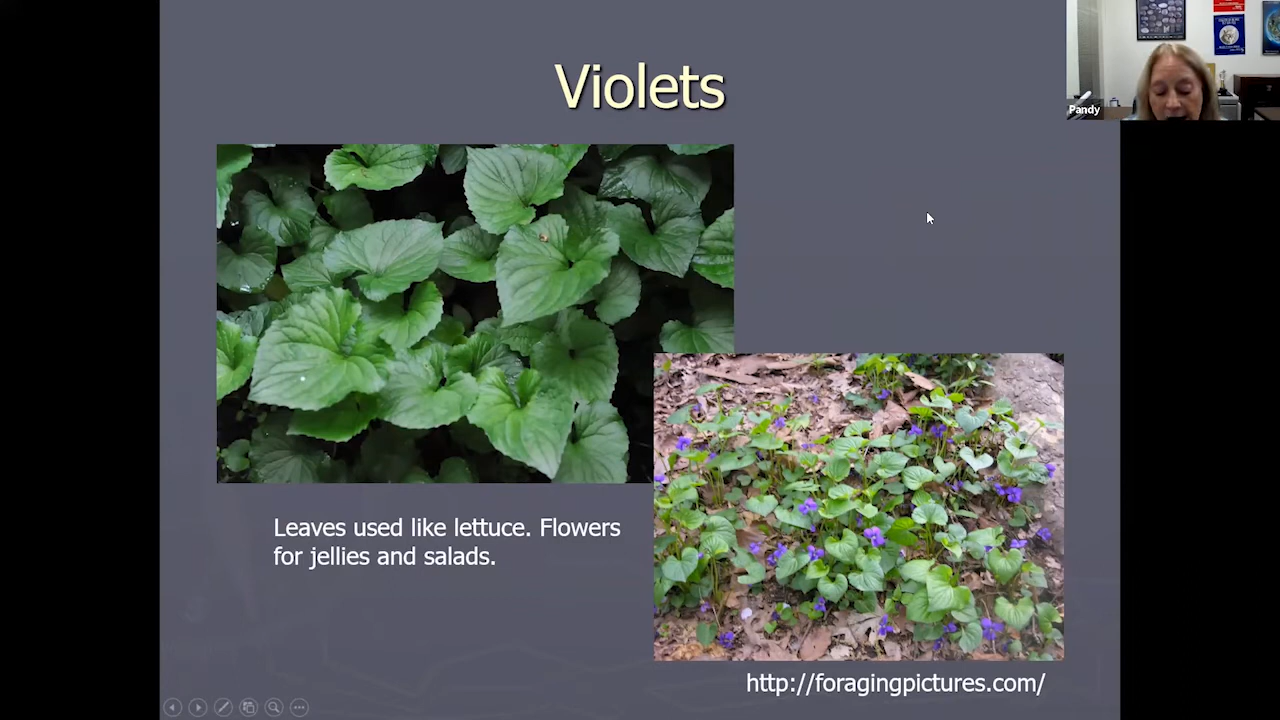 Violets
Pandy
Leaves used like lettuce. Flowers
for jellies and salads.
http://foragingpictures.com/